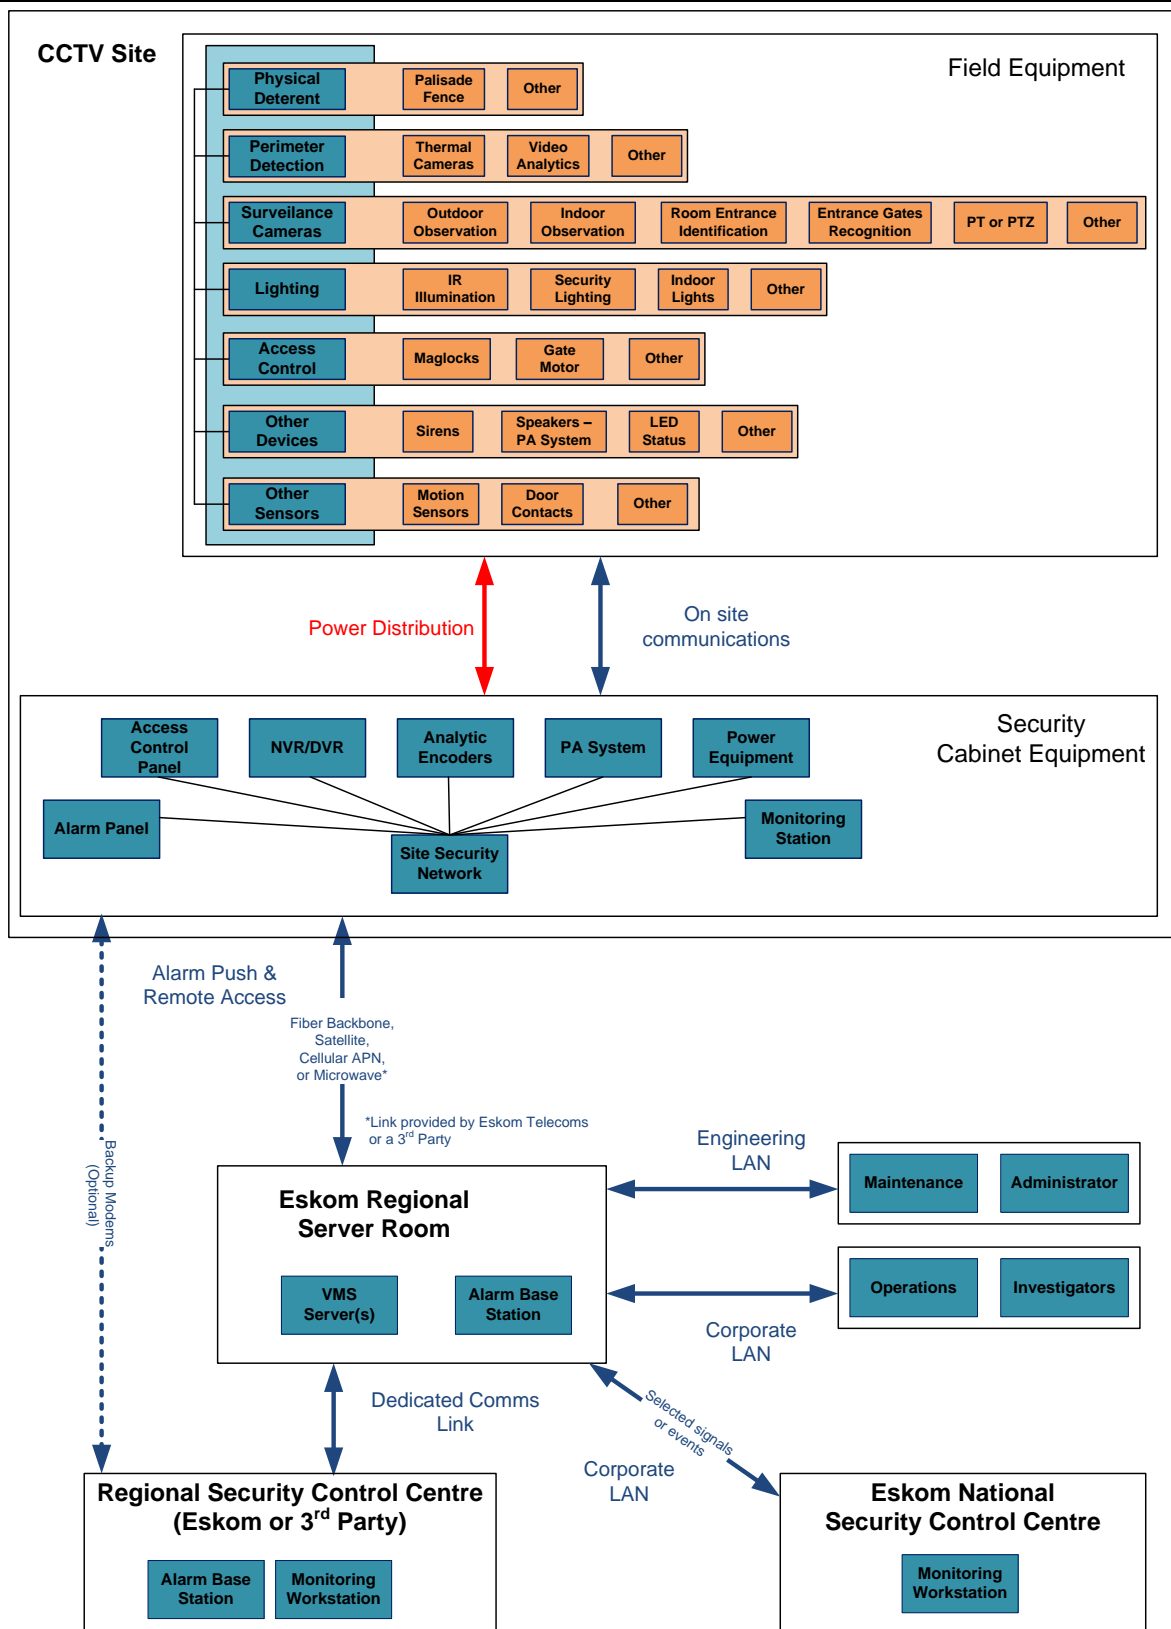 CCTV Site
Field Equipment
Physical
Deterent
Palisade
Fence
Other
Perimeter
Detection
Thermal
Cameras
Video
Analytics
Other
Surveilance
Cameras
Outdoor
Observation
Indoor
Observation
Room Entrance
Identification
Entrance Gates
Recognition
PT or PTZ
Other
Lighting
IR
Illumination
Security
Lighting
Indoor
Lights
Other
Access
Control
Maglocks
Gate
Motor
Other
Other
Devices
Sirens
Speakers –
PA System
LED
Status
Other
Other
Sensors
Motion
Sensors
Door
Contacts
Other
Power Distribution
On site
communications
Security
Cabinet Equipment
Access
Control
Panel
NVR/DVR
Analytic
Encoders
PA System
Power
Equipment
Alarm Panel
Site Security
Network
Monitoring
Station
Alarm Push &
Remote Access
Fiber Backbone,
Satellite,
Cellular APN,
or Microwave*
*Link provided by Eskom Telecoms
or a 3rd Party
Backup Modems
(Optional)
Eskom Regional
Server Room
VMS
Server(s)
Alarm Base
Station
Engineering
LAN
Maintenance
Administrator
Operations
Investigators
Corporate
LAN
Dedicated Comms
Link
Selected signals
or events
Corporate
LAN
Regional Security Control Centre
(Eskom or 3rd Party)
Alarm Base
Station
Monitoring
Workstation
Eskom National
Security Control Centre
Monitoring
Workstation